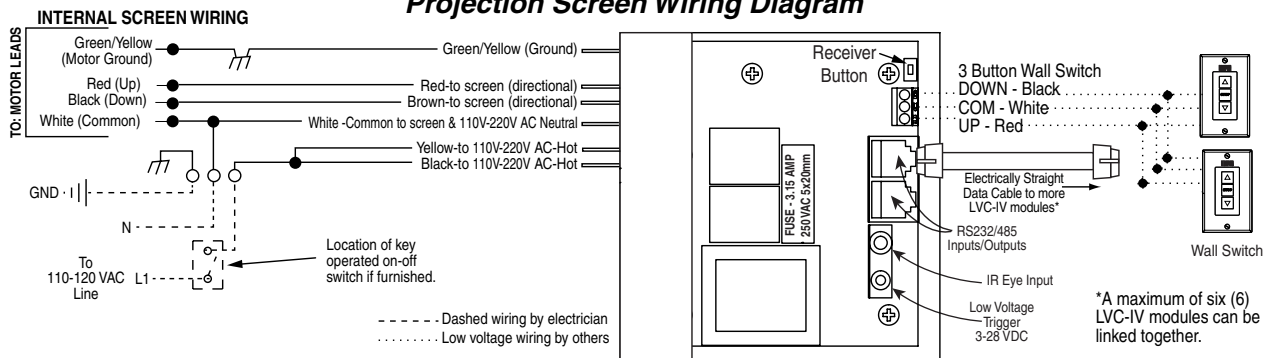 Projection Screen Wiring Diagram
INTERNAL SCREEN WIRING
TO: MOTOR LEADS
Green/Yellow
(Motor Ground)
Red (Up)
Black (Down)
White (Common)
Green/Yellow (Ground)
Red-to screen (directional)
Brown-to screen (directional)
White -Common to screen & 110V-220V AC Neutral
Yellow-to 110V-220V AC-Hot
Black-to 110V-220V AC-Hot
GND
N
To
110-120 VAC
Line
L1
Location of key
operated on-off
switch if furnished.
Dashed wiring by electrician
Low voltage wiring by others
FUSE - 3.15 AMP
250 VAC 5x20mm
Receiver
Button
3 Button Wall Switch
DOWN - Black
COM - White
UP - Red
Electrically Straight
Data Cable to more
LVC-IV modules*
RS232/485
Inputs/Outputs
IR Eye Input
Low Voltage
Trigger
3-28 VDC
Wall Switch
*A maximum of six (6)
LVC-IV modules can be
linked together.